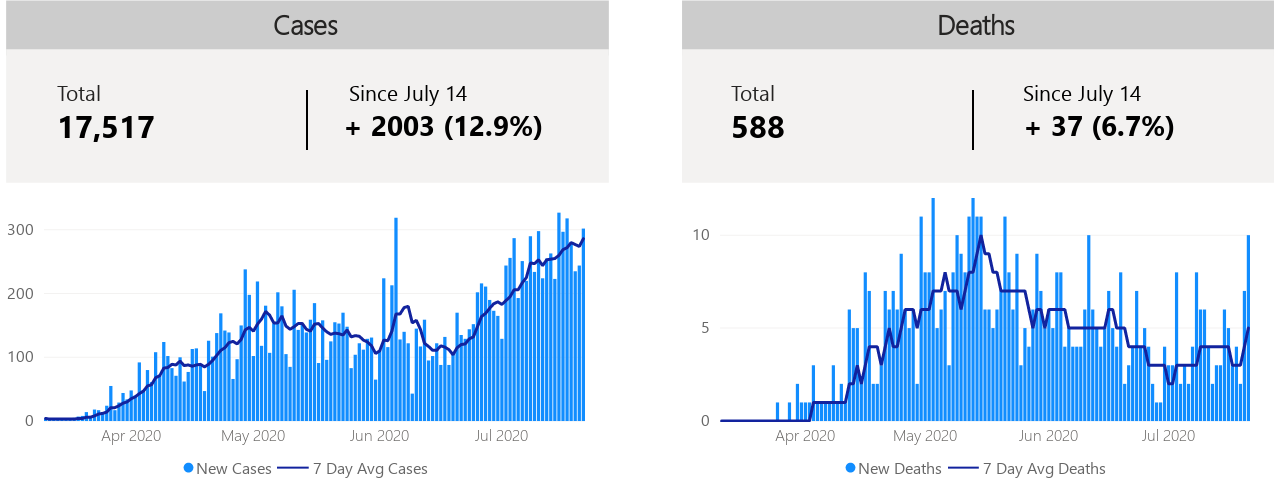 Cases
Total
17,517
Since July 14
+ 2003 (12.9%)
300
200
100
0
Apr 2020 May 2020 Jun 2020 Jul 2020
New Cases 7 Day Avg Cases
Deaths
Total
588
Since July 14
+ 37 (6.7%)
10
5
0
Apr 2020 May 2020 Jun 2020 Jul 2020
New Deaths 7 Day Avg Deaths